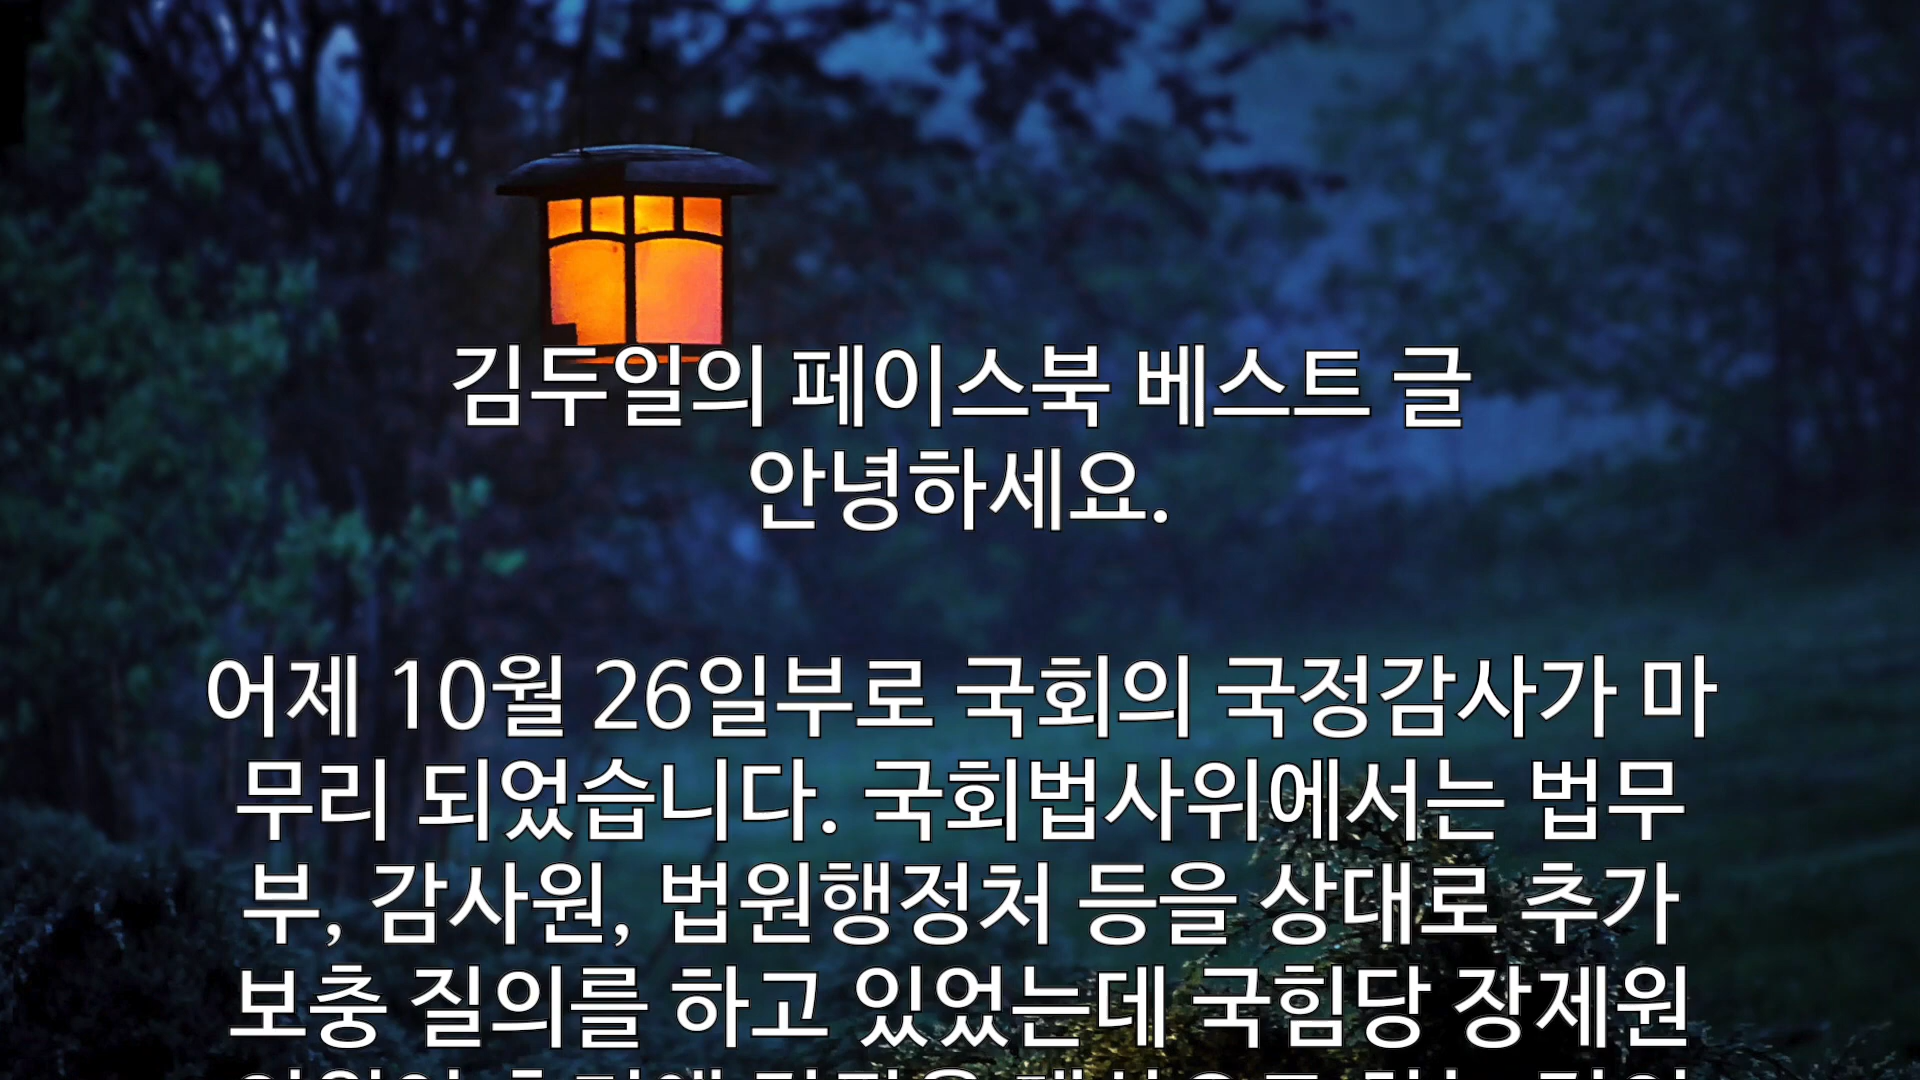 김두일의 페이스북 베스트 글
안녕하세요.
어제 10월 26일부로 국회의 국정감사가 마
무리 되었습니다. 국회법사위에서는 법무
부, 감사원, 법원행정처 등을 상대로 추가
보충 질의를 하고 있었는데 국힘당 장제원